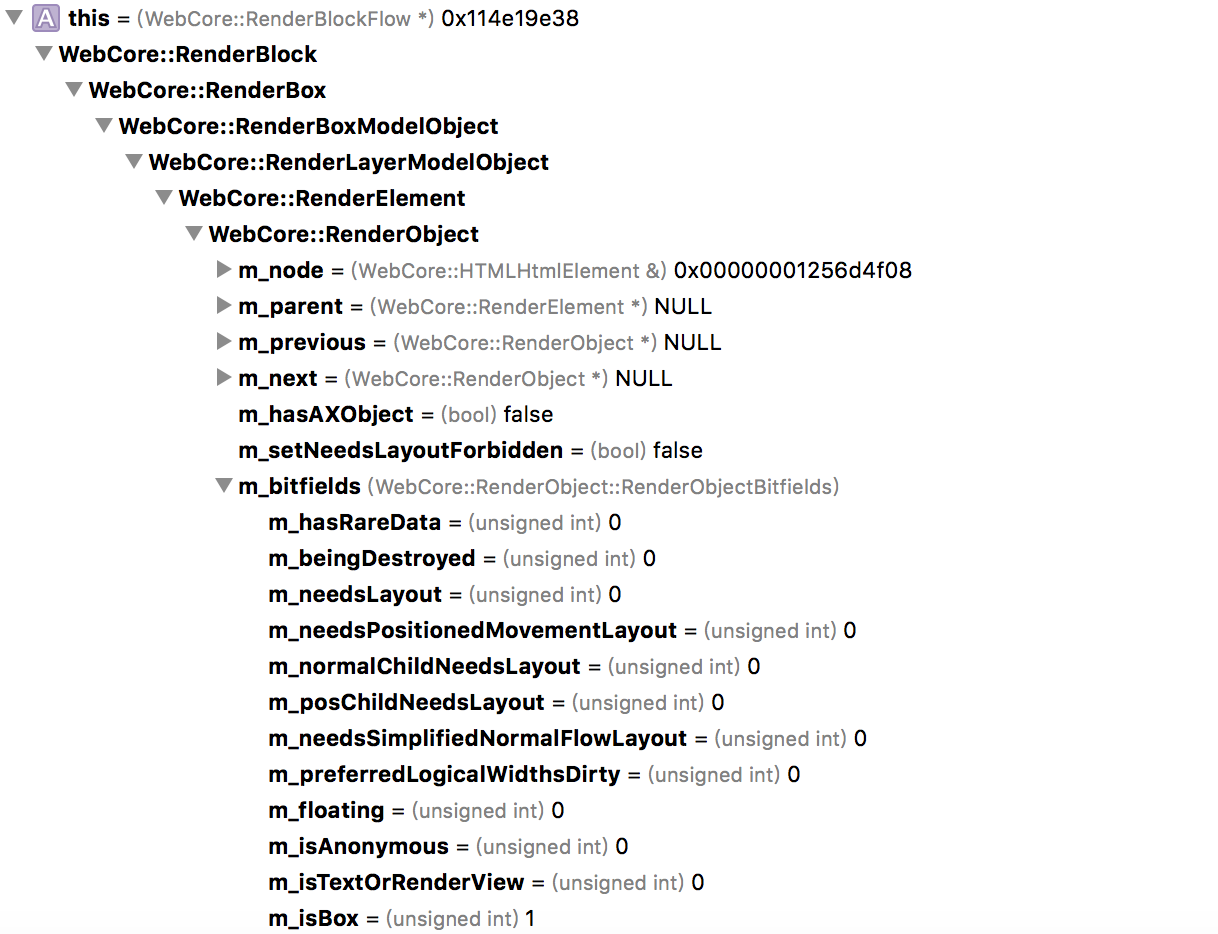 A this = (WebCore::RenderBlockFlow *) 0x114e19e38
WebCore::RenderBlock
WebCore::RenderBox
WebCore::RenderBoxModelObject
WebCore::RenderLayerModelObject
WebCore::RenderElement
WebCore::RenderObject
m_node = (WebCore::HTMLHtmlElement &) 0x00000001256d4f08
m_parent = (WebCore::RenderElement *) NULL
m_previous = (WebCore::RenderObject *) NULL
m_next = (WebCore::RenderObject *) NULL
m_hasAXObject = (bool) false
m_setNeedsLayoutForbidden = (bool) false
m_bitfields (WebCore::RenderObject::RenderObjectBitfields)
m_hasRareData = (unsigned int) 0
m_beingDestroyed = (unsigned int) 0
m_needsLayout = (unsigned int) 0
m_needsPositionedMovementLayout = (unsigned int) 0
m_normalChildNeedsLayout = (unsigned int) 0
m_posChildNeedsLayout = (unsigned int) 0
m_needsSimplifiedNormalFlowLayout = (unsigned int) 0
m_preferredLogicalWidthsDirty = (unsigned int) 0
m_floating = (unsigned int) 0
m_isAnonymous = (unsigned int) 0
m_isTextOrRenderView = (unsigned int) 0
m_isBox = (unsigned int) 1